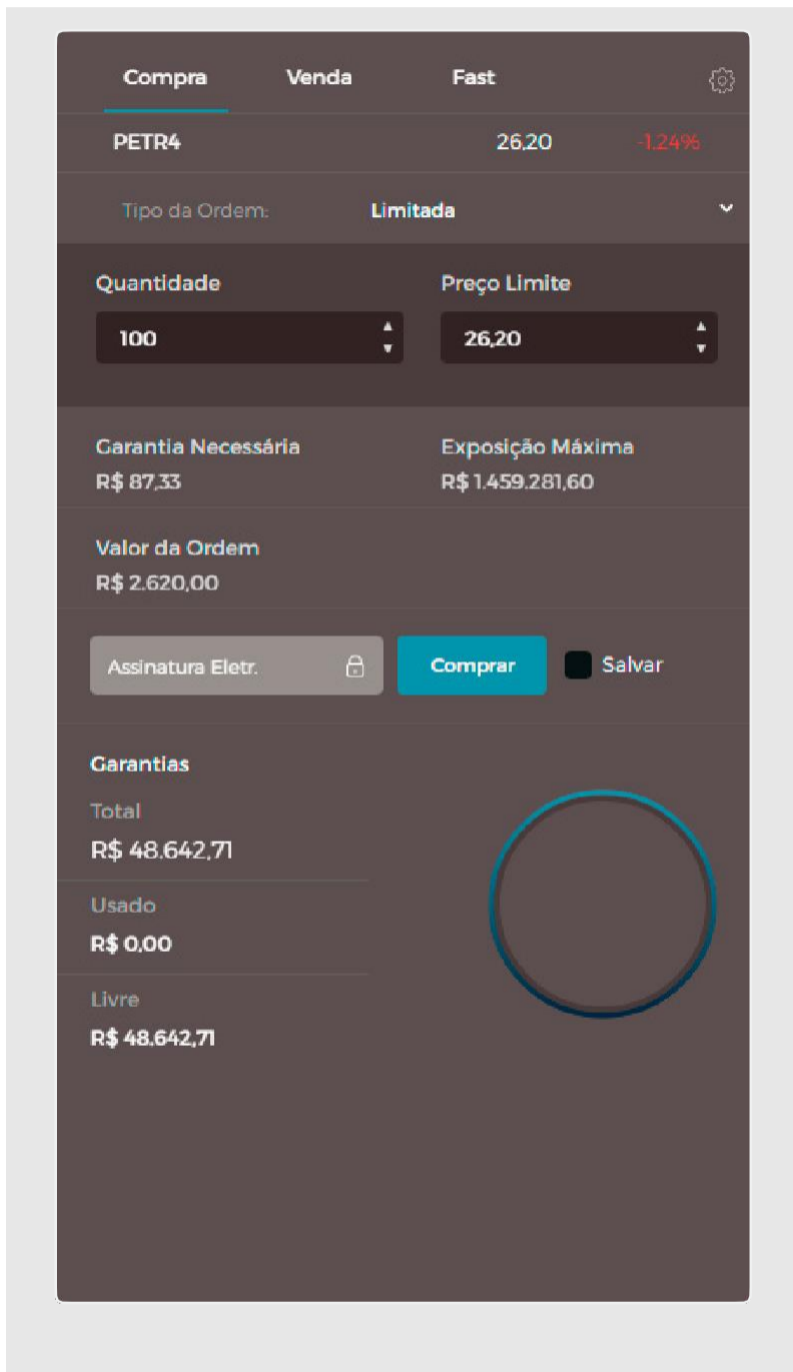 Compra Venda Fast
PETR4 26,20 -1.24%
Tipo da Ordem: Limitada
Quantidade Preço Limite
100 26,20
Garantia Necessária Exposição Máxima
R$ 87,33 R$ 1.459.281,60
Valor da Ordem
R$ 2.620,00
Assinatura Eletr. Comprar Salvar
Garantias
Total
R$ 48.642,71
Usado
R$ 0,00
Livre
R$ 48.642,71